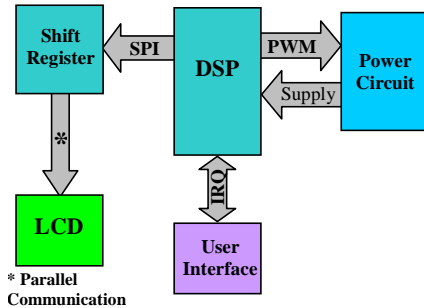 Shift
Register
SPI
DSP
PWM
Power
Circuit
Supply
*
IRQ
LCD
User
Interface
* Parallel
Communication